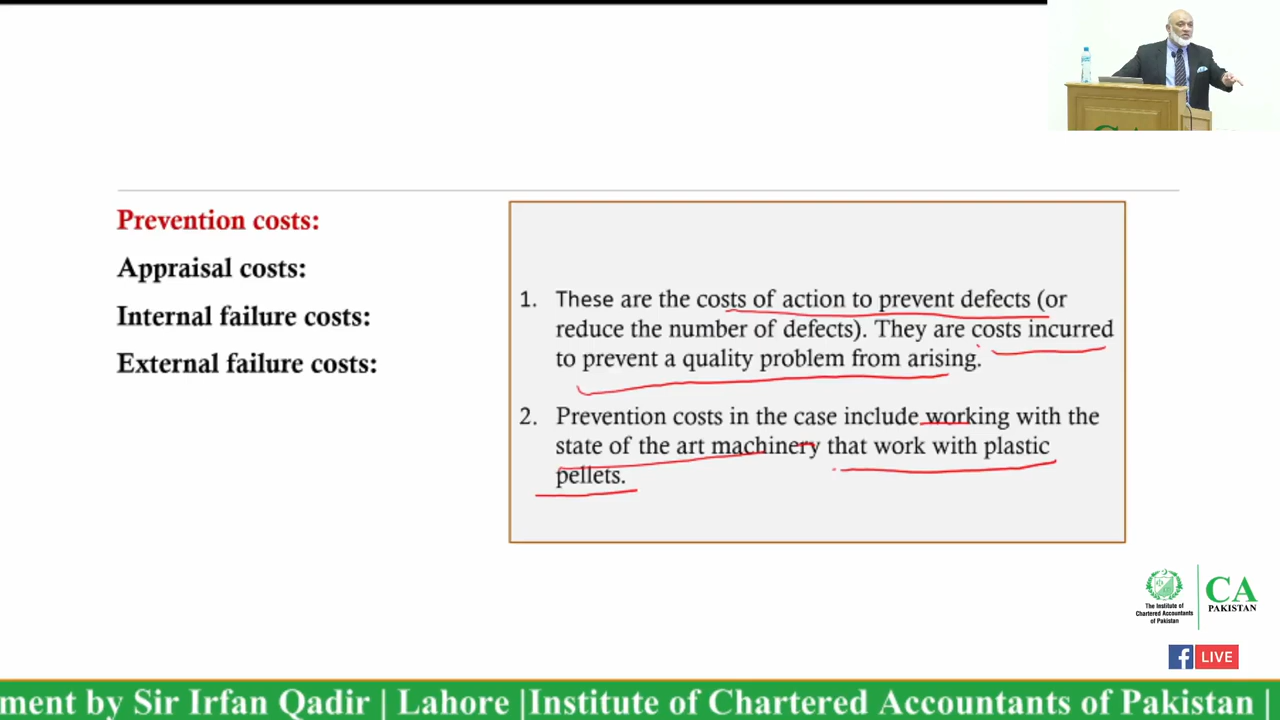 Prevention costs:
Appraisal costs:
Internal failure costs:
External failure costs:
1. These are the costs of action to prevent defects (or
reduce the number of defects). They are costs incurred
to prevent a quality problem from arising.
2. Prevention costs in the case include working with the
state of the art machinery that work with plastic
pellets.
The Institute of
Chartered Accountants
of Pakistan
CA
PAKISTAN
f LIVE
ment by Sir Irfan Qadir | Lahore |Institute of Chartered Accountants of Pakistan |